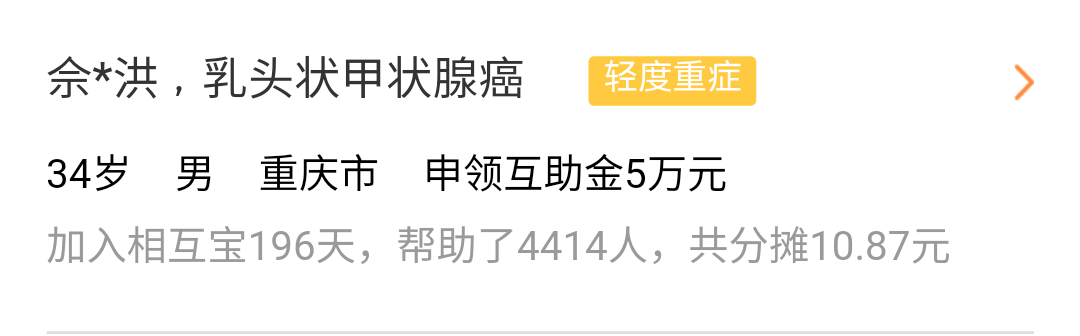 佘*洪，乳头状甲状腺癌 轻度重症
34岁 男 重庆市 申领互助金5万元
加入相互宝196天，帮助了4414人，共分摊10.87元